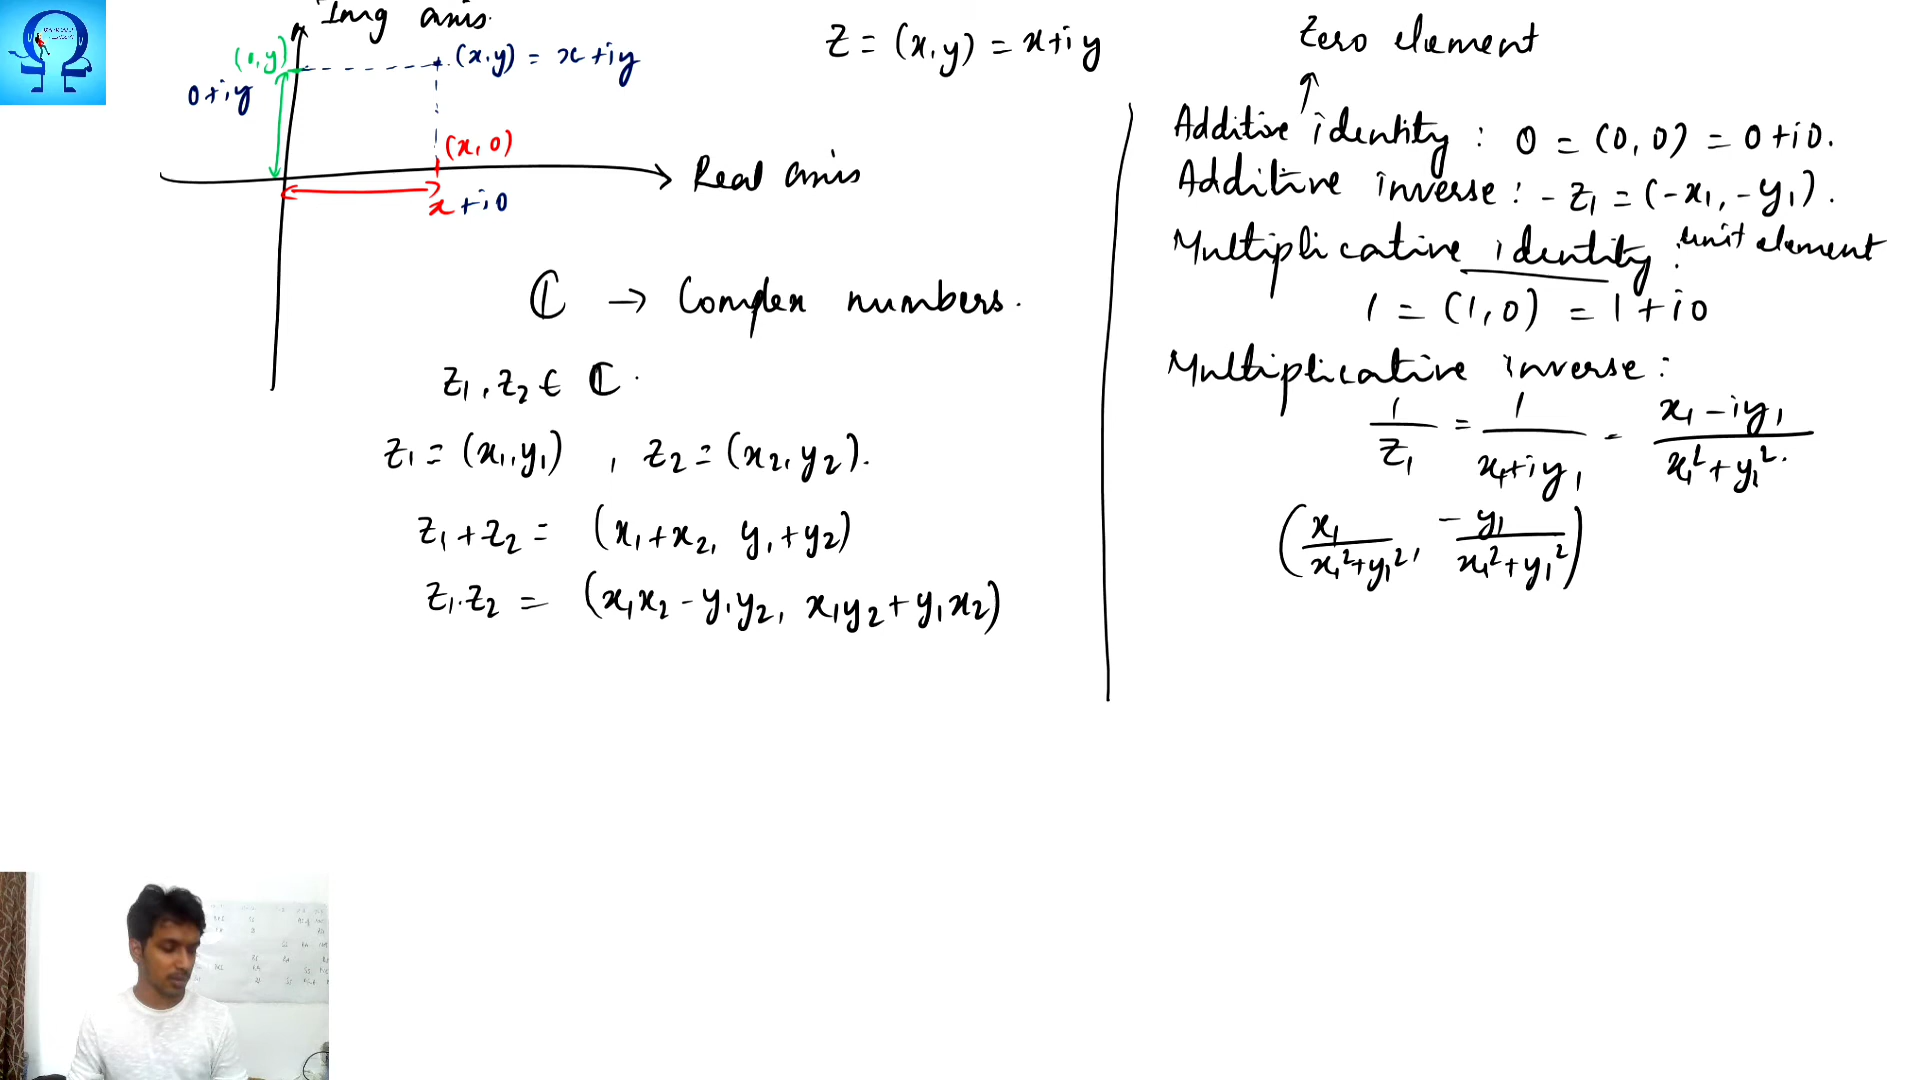 Img axis.
(0,y)
(x,y) = x+iy
0+iy
(x,0)
Real axis
x+i0
Z = (x,y) = x+iy
ℂ → Complex numbers.
z₁, z₂ ∈ ℂ.
z₁ = (x₁,y₁) , z₂ = (x₂,y₂).
z₁+z₂ = (x₁+x₂, y₁+y₂)
z₁.z₂ = (x₁x₂-y₁y₂, x₁y₂+y₁x₂)
Zero element
↑
Additive identity : 0 = (0,0) = 0+i0.
Additive inverse : -z₁ = (-x₁,-y₁).
Multiplicative identity : unit element
1 = (1,0) = 1+i0
Multiplicative inverse :
1/z₁ = 1/(x₁+iy₁) = (x₁-iy₁)/(x₁²+y₁²).
(x₁/(x₁²+y₁²), -y₁/(x₁²+y₁²))